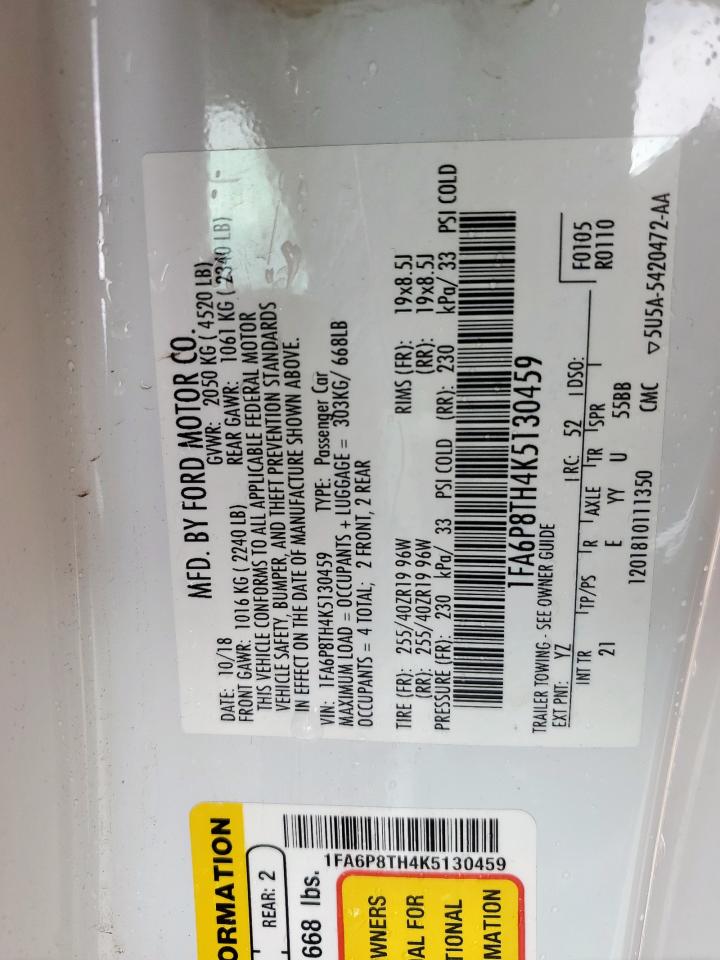 MFD. BY FORD MOTOR CO.
DATE: 10/18 GVWR: 2050 KG ( 4520 LB)
FRONT GAWR: 1016 KG ( 2240 LB) REAR GAWR: 1061 KG ( 2340 LB)
THIS VEHICLE CONFORMS TO ALL APPLICABLE FEDERAL MOTOR
VEHICLE SAFETY, BUMPER, AND THEFT PREVENTION STANDARDS
IN EFFECT ON THE DATE OF MANUFACTURE SHOWN ABOVE.
VIN: 1FA6P8TH4K5130459 TYPE: Passenger Car
MAXIMUM LOAD = OCCUPANTS + LUGGAGE = 303KG/ 668LB
OCCUPANTS = 4 TOTAL; 2 FRONT, 2 REAR
TIRE (FR): 255/40ZR19 96W RIMS (FR): 19x8.5J
(RR): 255/40ZR19 96W (RR): 19x8.5J
PRESSURE (FR): 230 kPa/ 33 PSI COLD (RR): 230 kPa/ 33 PSI COLD
1FA6P8TH4K5130459
TRAILER TOWING - SEE OWNER GUIDE
EXT PNT: YZ RC: 52 DSO: F0105
R0110
INT TR TP/PS R AXLE TR SPR
21 E YY U 55BB
12018101111350 CMC
▽5U5A-5420472-AA
ORMATION
REAR: 2
668 lbs.
1FA6P8TH4K5130459
WNERS
AL FOR
TIONAL
MATION